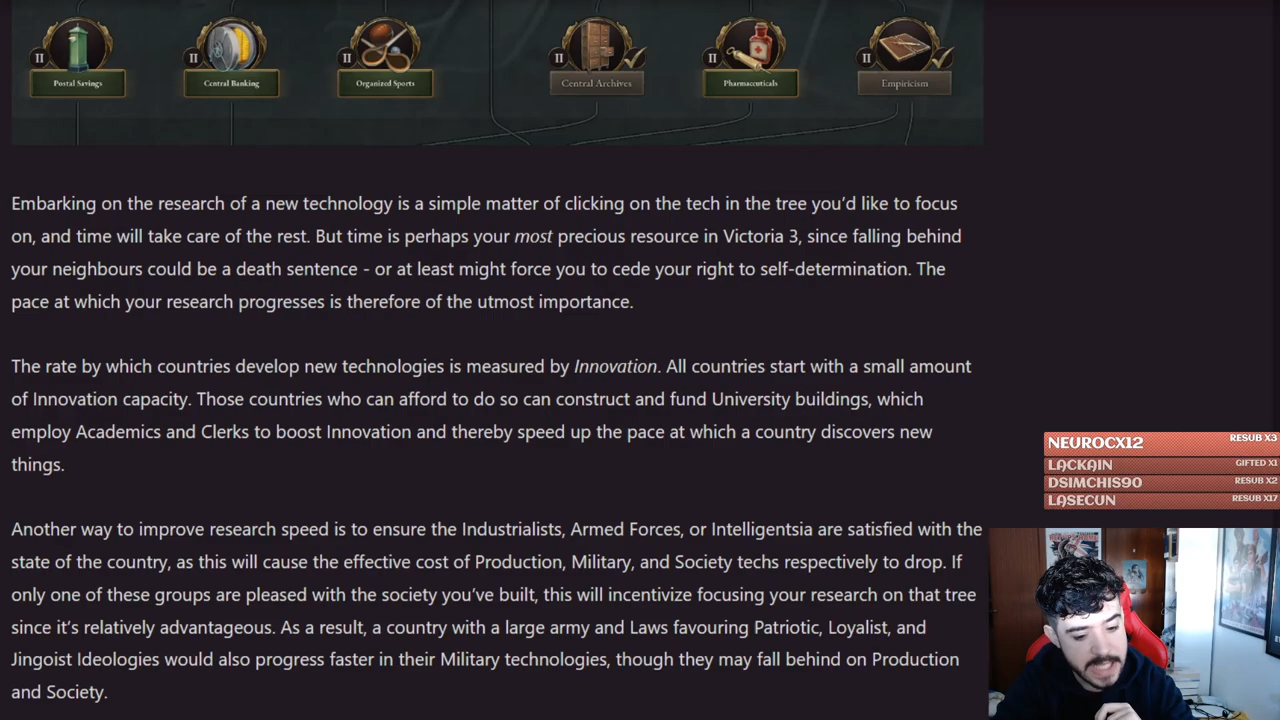 II
Postal Savings
II
Central Banking
II
Organized Sports
II
Central Archives
II
Pharmaceuticals
II
Empiricism
Embarking on the research of a new technology is a simple matter of clicking on the tech in the tree you’d like to focus
on, and time will take care of the rest. But time is perhaps your most precious resource in Victoria 3, since falling behind
your neighbours could be a death sentence - or at least might force you to cede your right to self-determination. The
pace at which your research progresses is therefore of the utmost importance.
The rate by which countries develop new technologies is measured by Innovation. All countries start with a small amount
of Innovation capacity. Those countries who can afford to do so can construct and fund University buildings, which
employ Academics and Clerks to boost Innovation and thereby speed up the pace at which a country discovers new
things.
Another way to improve research speed is to ensure the Industrialists, Armed Forces, or Intelligentsia are satisfied with the
state of the country, as this will cause the effective cost of Production, Military, and Society techs respectively to drop. If
only one of these groups are pleased with the society you’ve built, this will incentivize focusing your research on that tree
since it’s relatively advantageous. As a result, a country with a large army and Laws favouring Patriotic, Loyalist, and
Jingoist Ideologies would also progress faster in their Military technologies, though they may fall behind on Production
and Society.
NEUROCX12 RESUB X3
LACKAIN GIFTED X1
DSIMCHIS90 RESUB X2
LASECUN RESUB X17